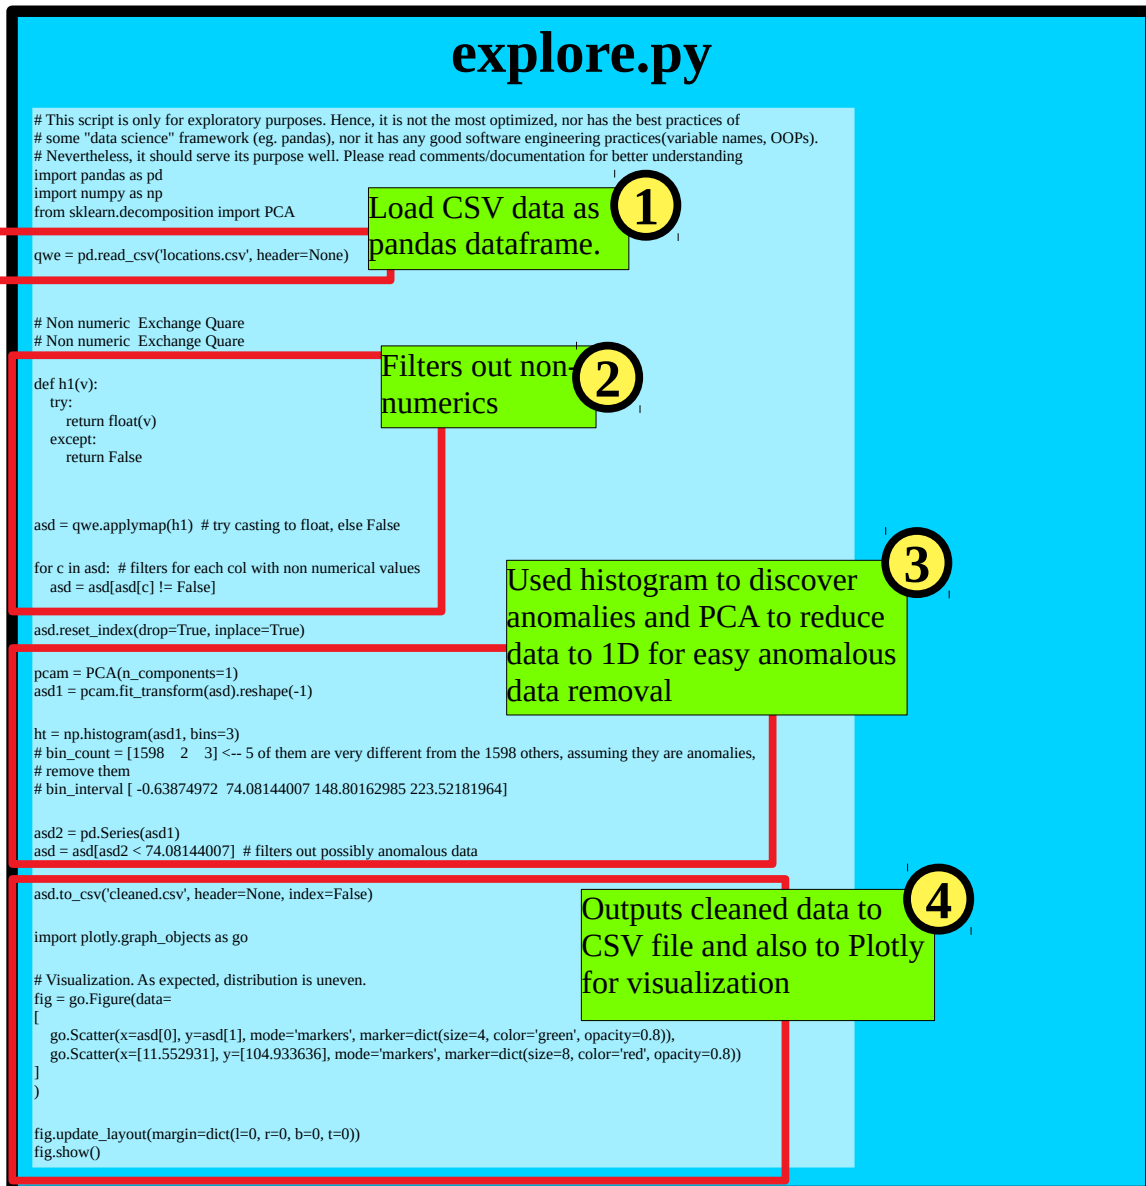 explore.py
# This script is only for exploratory purposes. Hence, it is not the most optimized, nor has the best practices of
# some "data science" framework (eg. pandas), nor it has any good software engineering practices(variable names, OOPs).
# Nevertheless, it should serve its purpose well. Please read comments/documentation for better understanding
import pandas as pd
import numpy as np
from sklearn.decomposition import PCA
Load CSV data as
pandas dataframe.
1
qwe = pd.read_csv('locations.csv', header=None)
# Non numeric  Exchange Quare
# Non numeric  Exchange Quare
Filters out non-
numerics
2
def h1(v):
    try:
        return float(v)
    except:
        return False
asd = qwe.applymap(h1)  # try casting to float, else False
for c in asd:  # filters for each col with non numerical values
    asd = asd[asd[c] != False]
Used histogram to discover
anomalies and PCA to reduce
data to 1D for easy anomalous
data removal
3
asd.reset_index(drop=True, inplace=True)
pcam = PCA(n_components=1)
asd1 = pcam.fit_transform(asd).reshape(-1)
ht = np.histogram(asd1, bins=3)
# bin_count = [1598    2    3] <-- 5 of them are very different from the 1598 others, assuming they are anomalies,
# remove them
# bin_interval [ -0.63874972  74.08144007 148.80162985 223.52181964]
asd2 = pd.Series(asd1)
asd = asd[asd2 < 74.08144007]  # filters out possibly anomalous data
asd.to_csv('cleaned.csv', header=None, index=False)
Outputs cleaned data to
CSV file and also to Plotly
for visualization
4
import plotly.graph_objects as go
# Visualization. As expected, distribution is uneven.
fig = go.Figure(data=
[
    go.Scatter(x=asd[0], y=asd[1], mode='markers', marker=dict(size=4, color='green', opacity=0.8)),
    go.Scatter(x=[11.552931], y=[104.933636], mode='markers', marker=dict(size=8, color='red', opacity=0.8))
]
)
fig.update_layout(margin=dict(l=0, r=0, b=0, t=0))
fig.show()